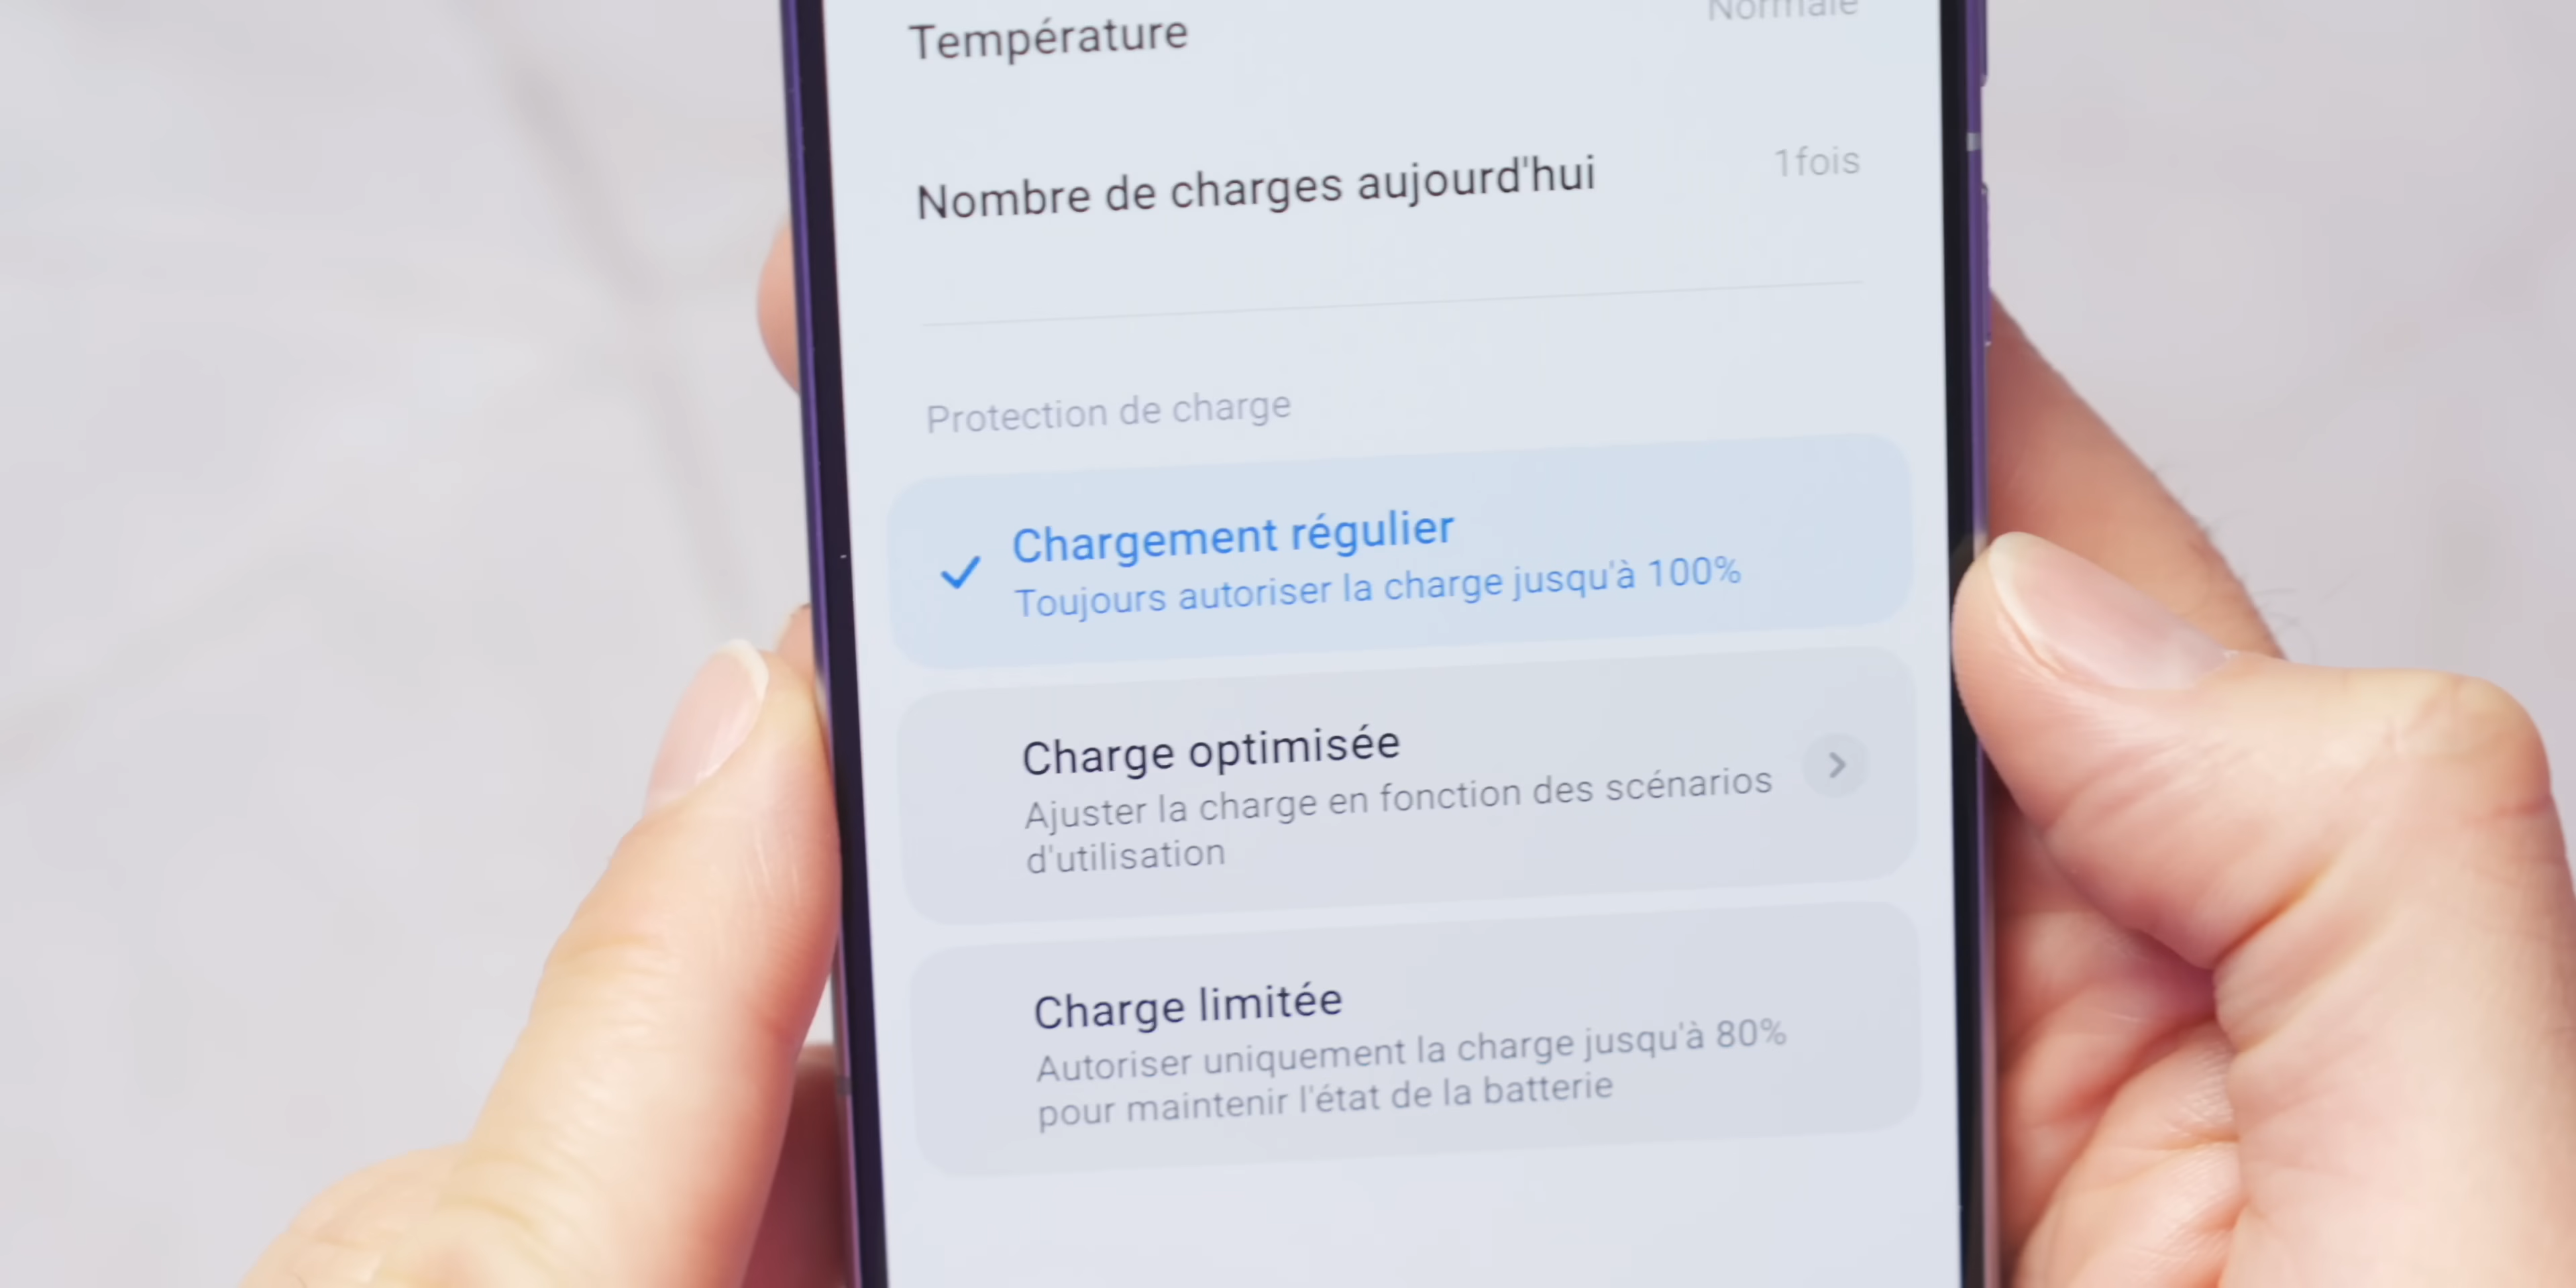 Température
Normale
Nombre de charges aujourd'hui
1fois
Protection de charge
Chargement régulier
Toujours autoriser la charge jusqu'à 100%
Charge optimisée
Ajuster la charge en fonction des scénarios
d'utilisation
Charge limitée
Autoriser uniquement la charge jusqu'à 80%
pour maintenir l'état de la batterie